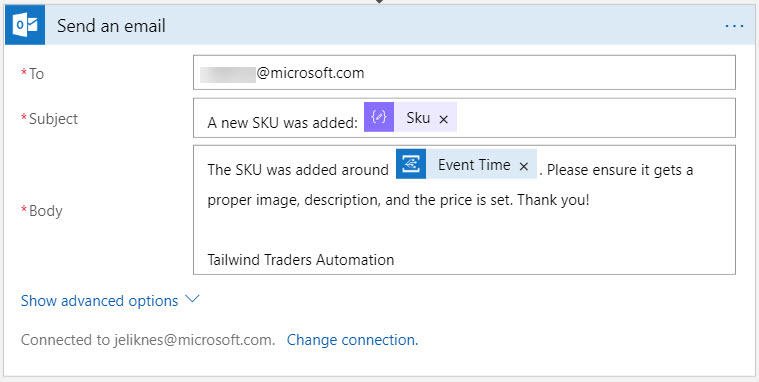 Send an email
...
*To
@microsoft.com
*Subject
A new SKU was added: Sku ×
*Body
The SKU was added around Event Time × . Please ensure it gets a
proper image, description, and the price is set. Thank you!
Tailwind Traders Automation
Show advanced options
Connected to jeliknes@microsoft.com. Change connection.